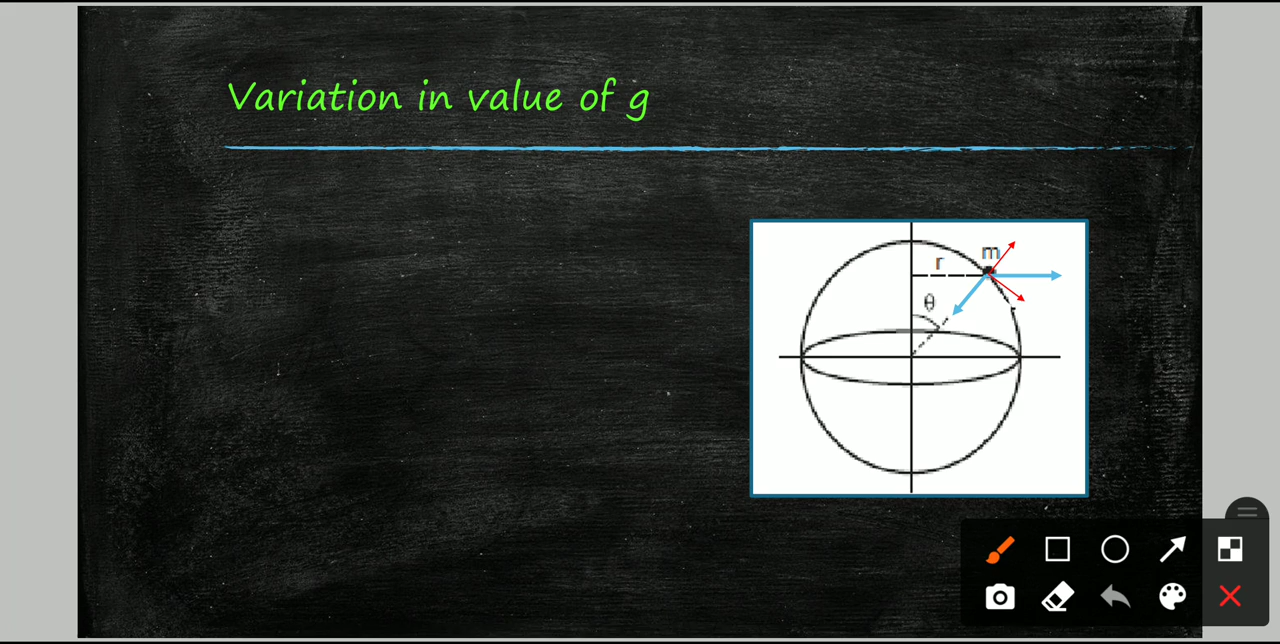 Variation in value of g
m
r
θ